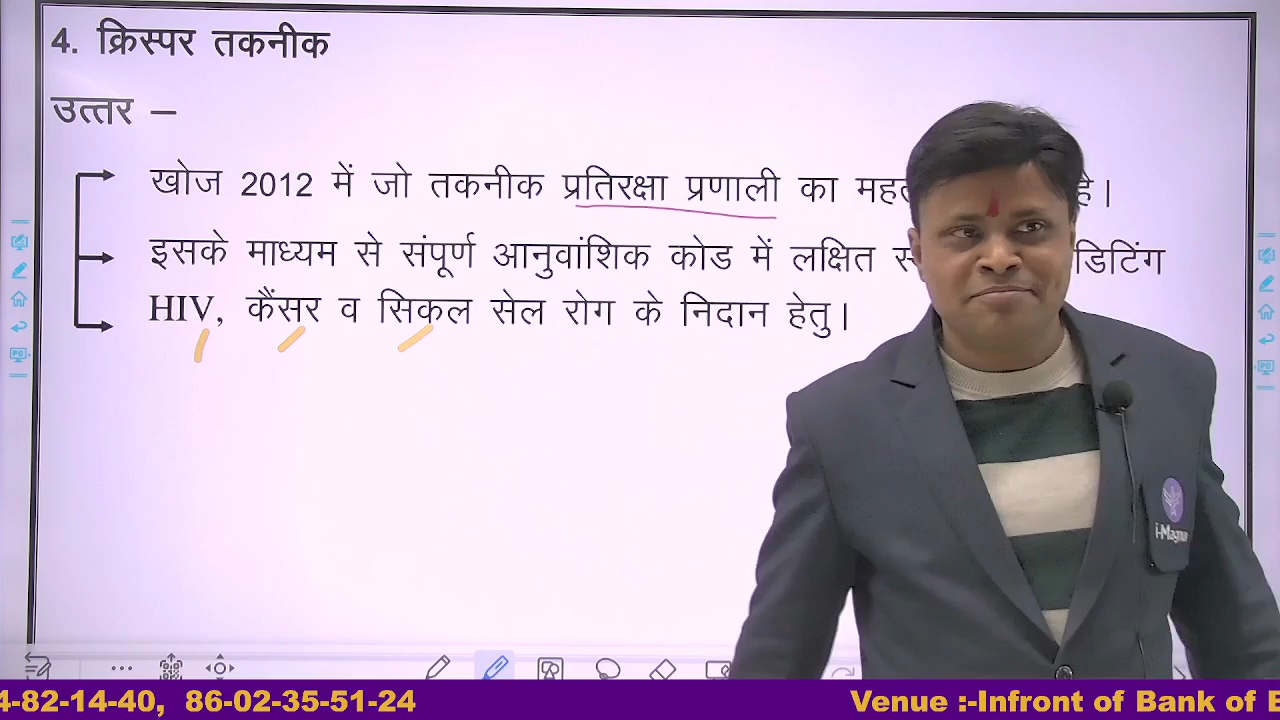 4. क्रिस्पर तकनीक
उत्तर –
खोज 2012 में जो तकनीक प्रतिरक्षा प्रणाली का है।
इसके माध्यम से संपूर्ण आनुवांशिक कोड में लक्षित
HIV, कैंसर व सिकल सेल रोग के निदान हेतु।
4-82-14-40, 86-02-35-51-24 Venue :-Infront of Bank of